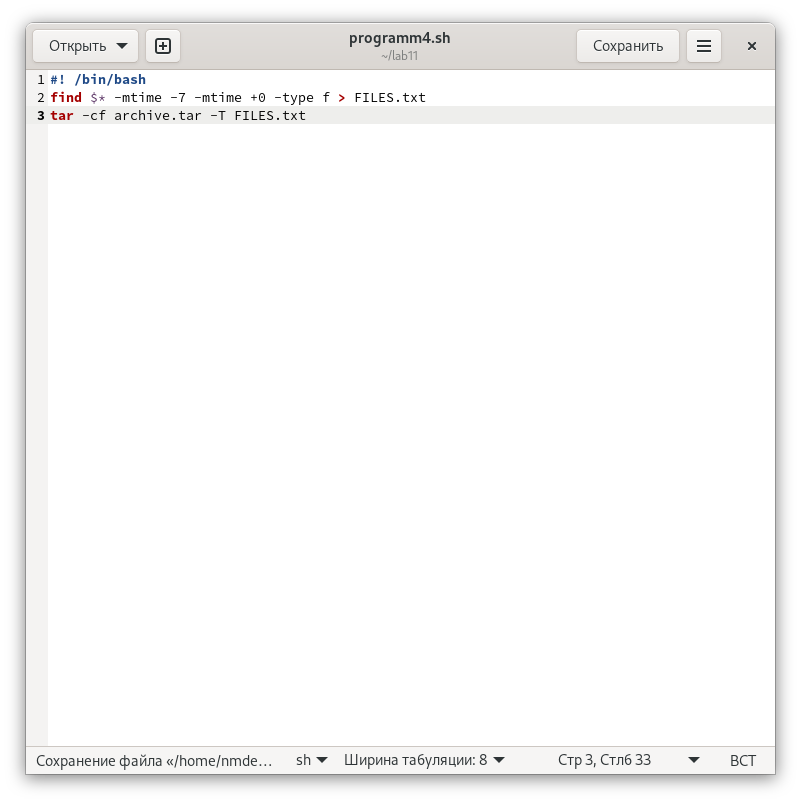 Открыть
programm4.sh
~/lab11
Сохранить
1 #! /bin/bash
2 find $* -mtime -7 -mtime +0 -type f > FILES.txt
3 tar -cf archive.tar -T FILES.txt
Сохранение файла «/home/nmde… sh Ширина табуляции: 8 Стр 3, Стлб 33 ВСТ